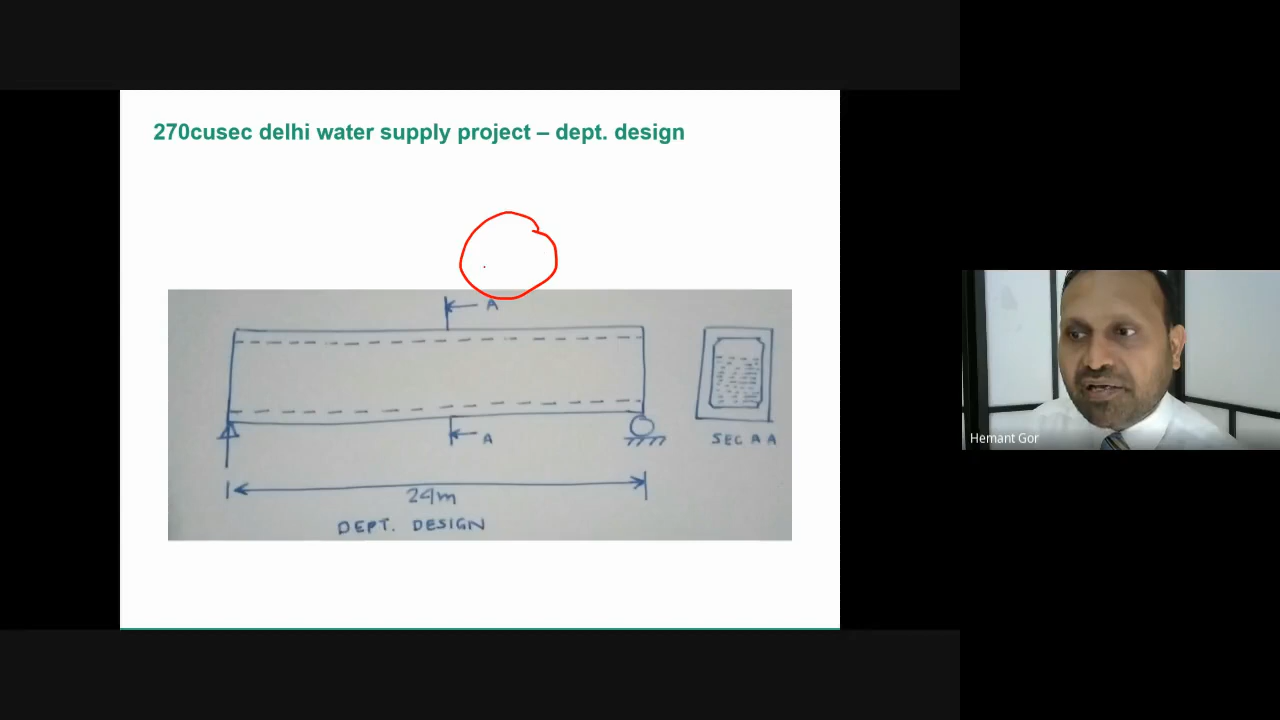 270cusec delhi water supply project – dept. design
A
A
SEC A A
24m
DEPT. DESIGN
Hemant Gor